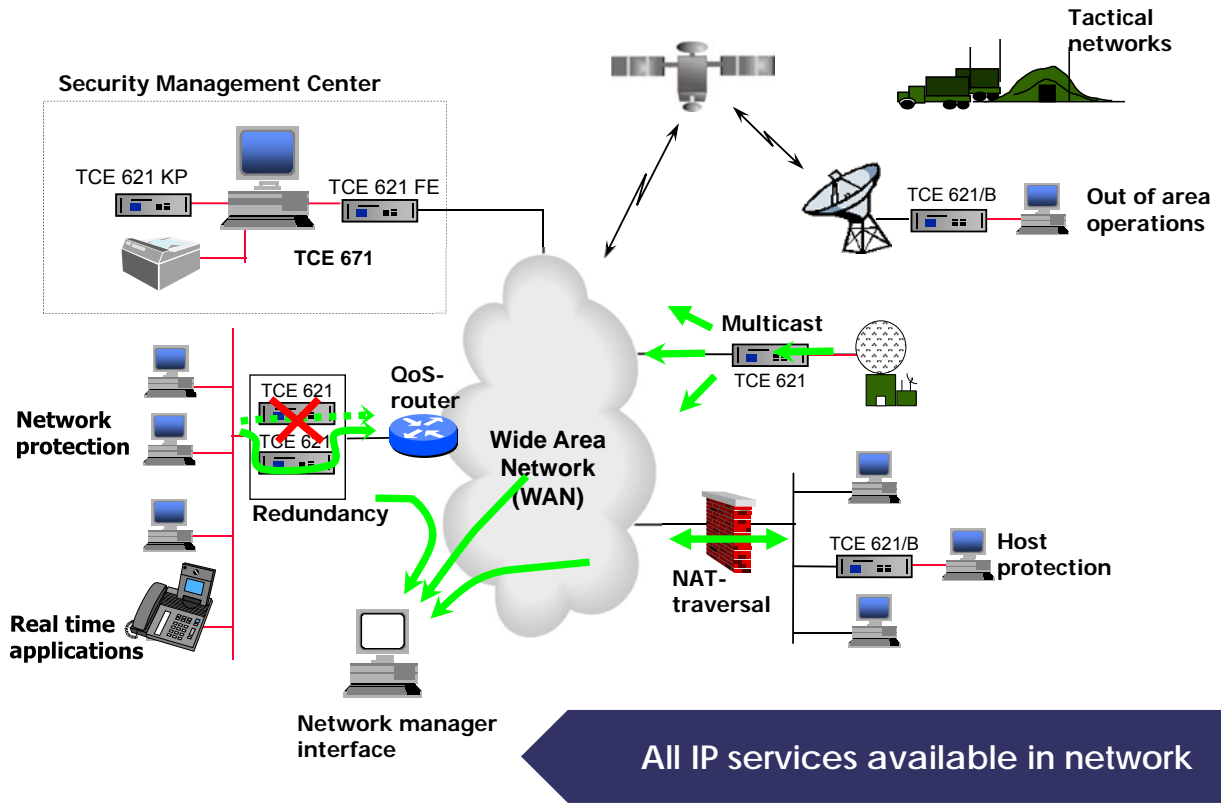 Tactical
networks
Security Management Center
TCE 621 KP
TCE 621 FE
TCE 671
TCE 621/B
Out of area
operations
Multicast
TCE 621
TCE 621
TCE 621
Redundancy
QoS-
router
Network
protection
Wide Area
Network
(WAN)
NAT-
traversal
TCE 621/B
Host
protection
Real time
applications
Network manager
interface
All IP services available in network